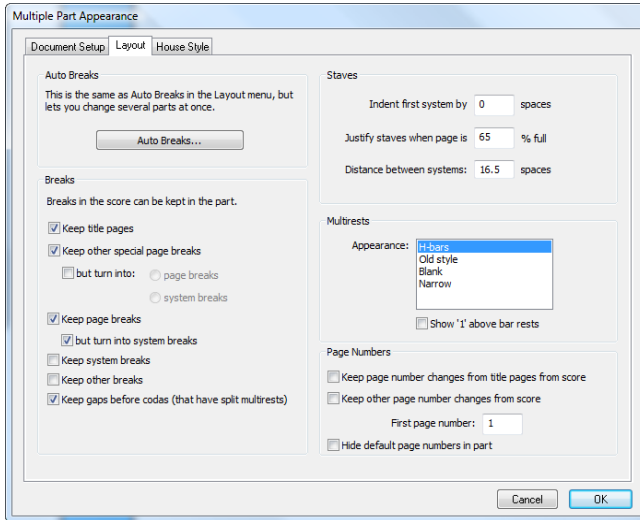 Multiple Part Appearance
Document Setup
Layout
House Style
Auto Breaks
This is the same as Auto Breaks in the Layout menu, but
lets you change several parts at once.
Auto Breaks...
Breaks
Breaks in the score can be kept in the part.
Keep title pages
Keep other special page breaks
but turn into:
page breaks
system breaks
Keep page breaks
but turn into system breaks
Keep system breaks
Keep other breaks
Keep gaps before codas (that have split multirests)
Staves
Indent first system by 0 spaces
Justify staves when page is 65 % full
Distance between systems: 16.5 spaces
Multirests
Appearance:
H-bars
Old style
Blank
Narrow
Show '1' above bar rests
Page Numbers
Keep page number changes from title pages from score
Keep other page number changes from score
First page number: 1
Hide default page numbers in part
Cancel
OK